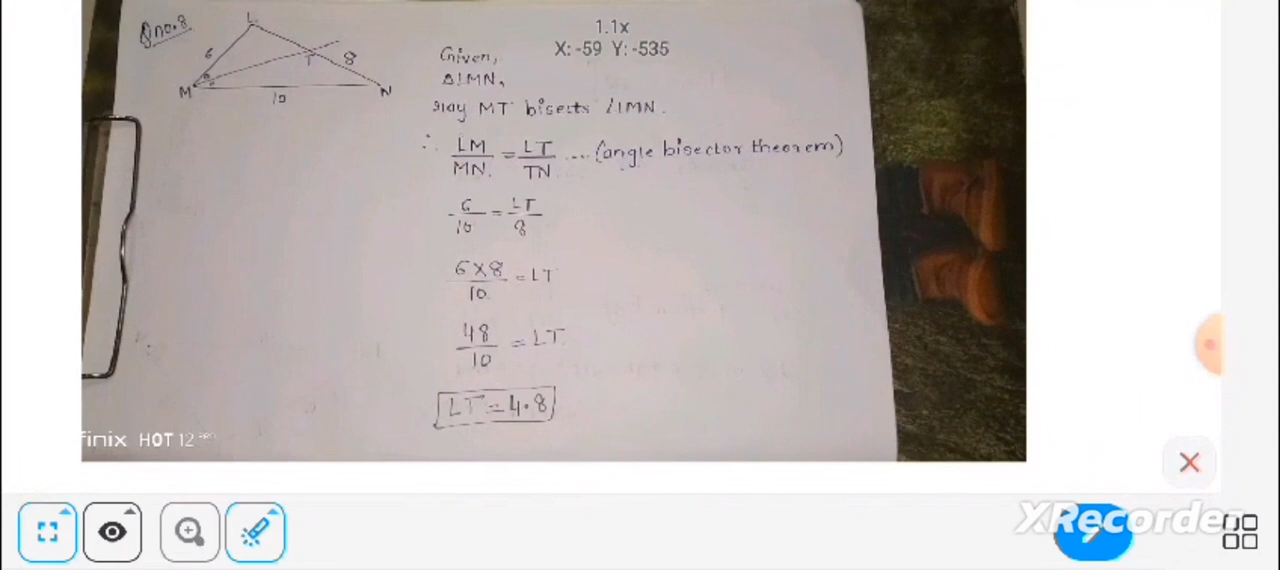 Qno.8
L
6
T
8
M
10
N
1.1x
X: -59 Y: -535
Given,
ΔLMN,
ray MT bisects ∠LMN.
∴ LM/MN = LT/TN .... (angle bisector theorem)
6/10 = LT/8
6×8/10 = LT
48/10 = LT
LT = 4.8
finix HOT 12 PRO
XRecorder